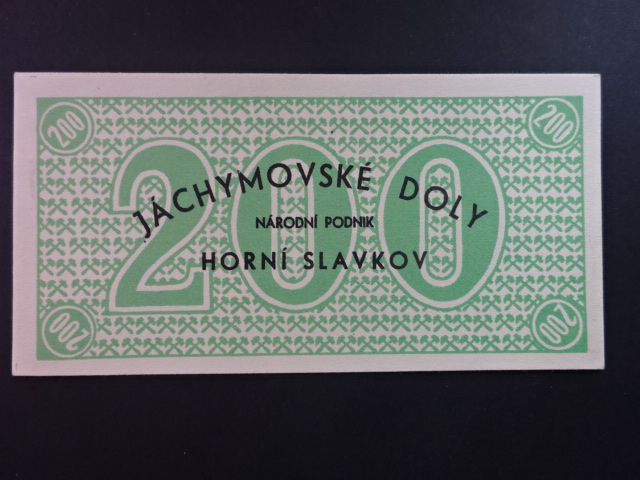 200 200
200
JÁCHYMOVSKÉ DOLY
NÁRODNÍ PODNIK
HORNÍ SLAVKOV
200 200